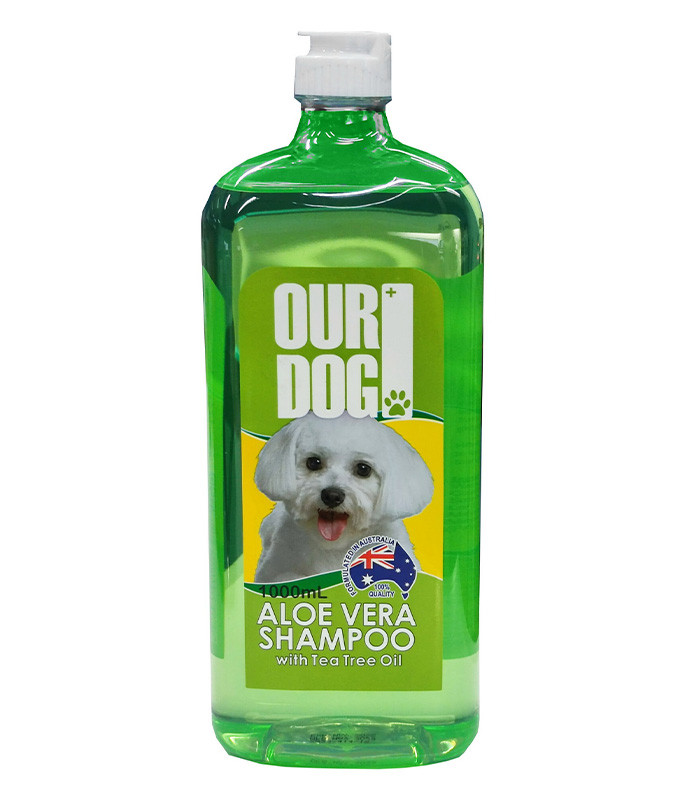 OUR
DOG!
FORMULATED IN AUSTRALIA
100%
QUALITY
1000mL
ALOE VERA
SHAMPOO
with Tea Tree Oil